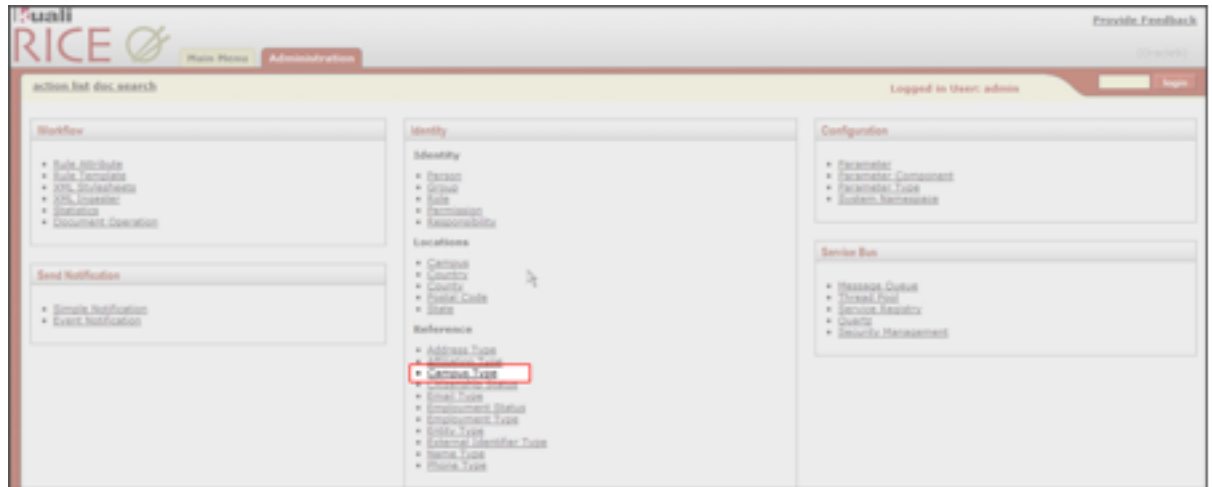 Kuali
RICE
Provide Feedback
Main Menu
Administration
action list doc search
Logged in User: admin
login
Workflow
Rule Attribute
Rule Template
XML Stylesheets
XML Ingester
Statistics
Document Operation
Send Notification
Simple Notification
Event Notification
Identity
Identity
Person
Group
Role
Permission
Responsibility
Locations
Campus
Country
County
Postal Code
State
Reference
Address Type
Affiliation Type
Campus Type
Citizenship Status
Email Type
Employment Status
Employment Type
Entity Type
External Identifier Type
Name Type
Phone Type
Configuration
Parameter
Parameter Component
Parameter Type
System Namespace
Service Bus
Message Queue
Thread Pool
Service Registry
Quartz
Security Management